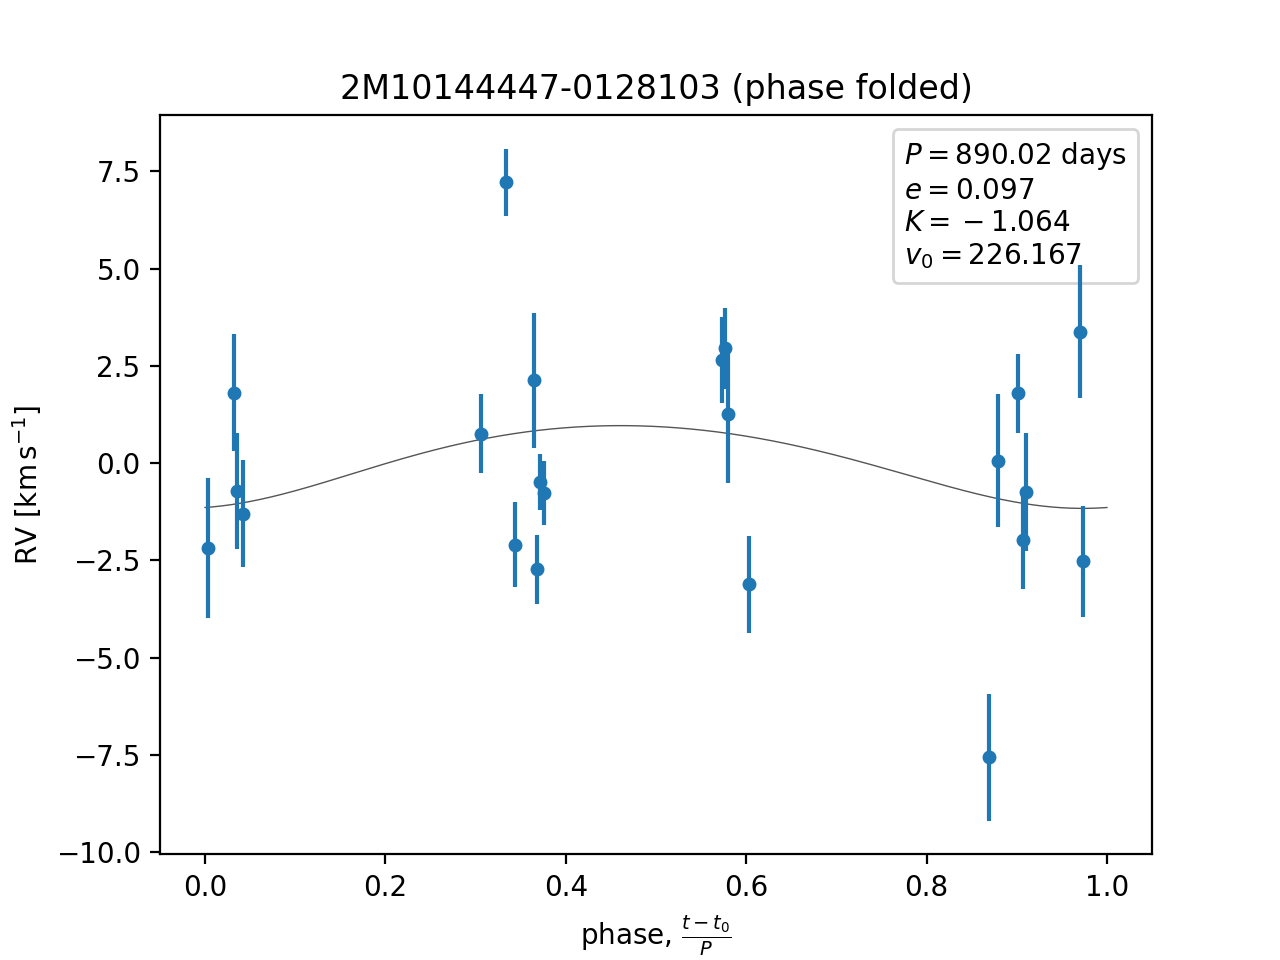 2M10144447-0128103 (phase folded)
P = 890.02 days
e = 0.097
K = −1.064
v₀ = 226.167
RV [km s⁻¹]
7.5
5.0
2.5
0.0
−2.5
−5.0
−7.5
−10.0
0.0 0.2 0.4 0.6 0.8 1.0
phase, (t − t₀)/P